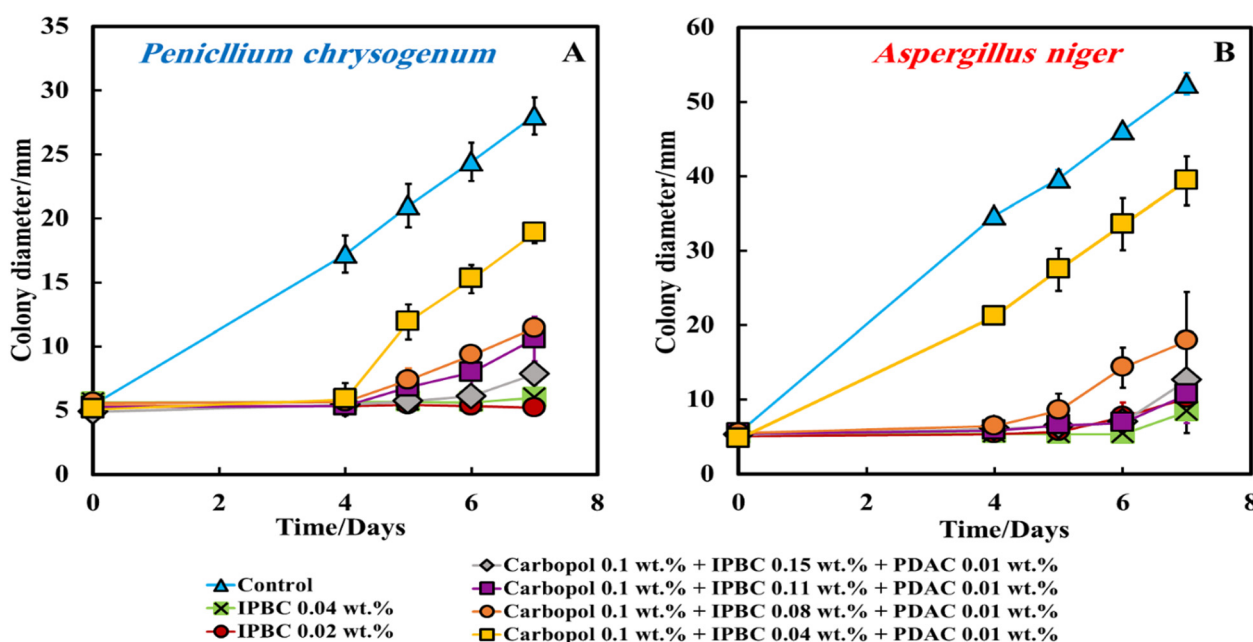 Penicllium chrysogenum
A
35
30
25
20
15
10
5
0
Colony diameter/mm
0
2
4
6
8
Time/Days
Aspergillus niger
B
60
50
40
30
20
10
0
Colony diameter/mm
0
2
4
6
8
Time/Days
Control
IPBC 0.04 wt.%
IPBC 0.02 wt.%
Carbopol 0.1 wt.% + IPBC 0.15 wt.% + PDAC 0.01 wt.%
Carbopol 0.1 wt.% + IPBC 0.11 wt.% + PDAC 0.01 wt.%
Carbopol 0.1 wt.% + IPBC 0.08 wt.% + PDAC 0.01 wt.%
Carbopol 0.1 wt.% + IPBC 0.04 wt.% + PDAC 0.01 wt.%